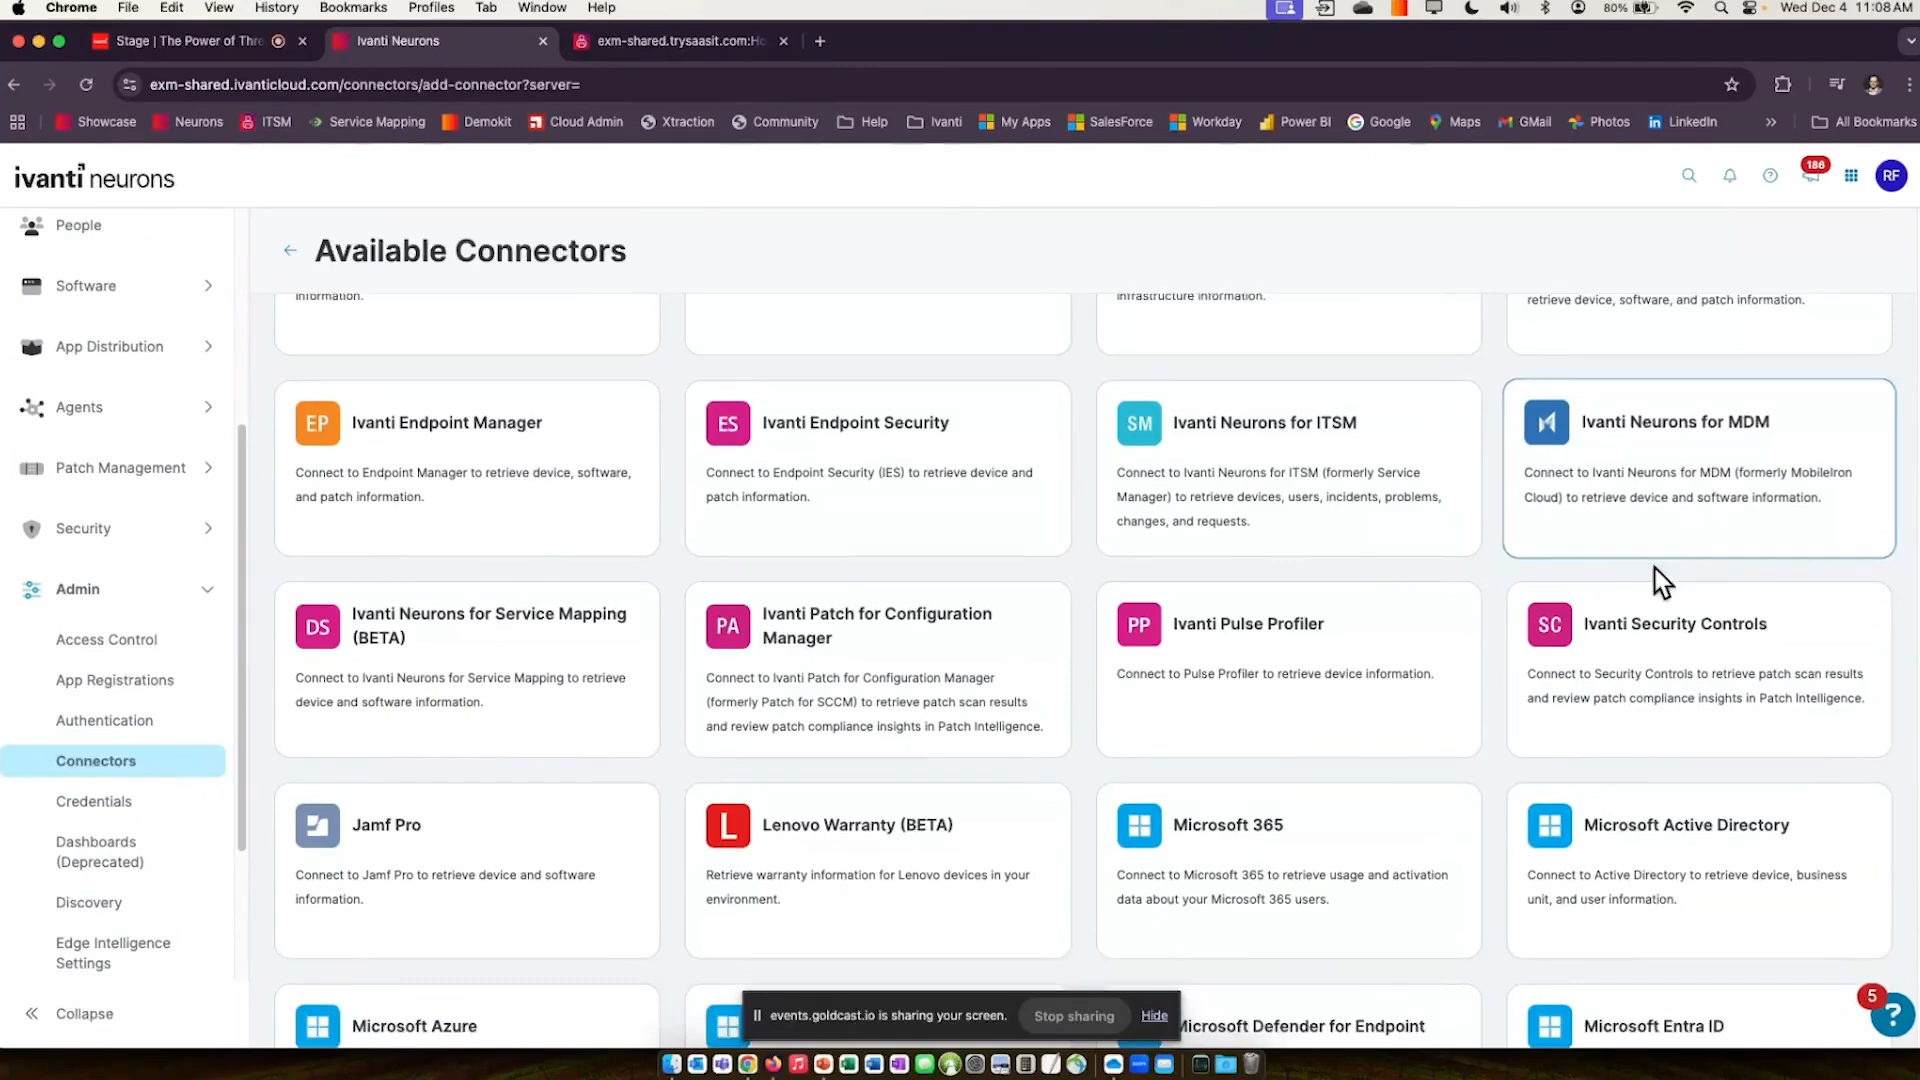 Chrome File Edit View History Bookmarks Profiles Tab Window Help 80% Wed Dec 4 11:08 AM
Stage | The Power of Thre Ivanti Neurons exm-shared.trysaasit.com:Ho
exm-shared.ivanticloud.com/connectors/add-connector?server=
Showcase Neurons ITSM Service Mapping Demokit Cloud Admin Xtraction Community Help Ivanti My Apps SalesForce Workday Power BI Google Maps GMail Photos LinkedIn » All Bookmarks
ivanti neurons
186
RF
People
Software
App Distribution
Agents
Patch Management
Security
Admin
Access Control
App Registrations
Authentication
Connectors
Credentials
Dashboards
(Deprecated)
Discovery
Edge Intelligence
Settings
Collapse
Available Connectors
information.
infrastructure information.
retrieve device, software, and patch information.
EP Ivanti Endpoint Manager
Connect to Endpoint Manager to retrieve device, software,
and patch information.
ES Ivanti Endpoint Security
Connect to Endpoint Security (IES) to retrieve device and
patch information.
SM Ivanti Neurons for ITSM
Connect to Ivanti Neurons for ITSM (formerly Service
Manager) to retrieve devices, users, incidents, problems,
changes, and requests.
Ivanti Neurons for MDM
Connect to Ivanti Neurons for MDM (formerly MobileIron
Cloud) to retrieve device and software information.
DS Ivanti Neurons for Service Mapping
(BETA)
Connect to Ivanti Neurons for Service Mapping to retrieve
device and software information.
PA Ivanti Patch for Configuration
Manager
Connect to Ivanti Patch for Configuration Manager
(formerly Patch for SCCM) to retrieve patch scan results
and review patch compliance insights in Patch Intelligence.
PP Ivanti Pulse Profiler
Connect to Pulse Profiler to retrieve device information.
SC Ivanti Security Controls
Connect to Security Controls to retrieve patch scan results
and review patch compliance insights in Patch Intelligence.
Jamf Pro
Connect to Jamf Pro to retrieve device and software
information.
L Lenovo Warranty (BETA)
Retrieve warranty information for Lenovo devices in your
environment.
Microsoft 365
Connect to Microsoft 365 to retrieve usage and activation
data about your Microsoft 365 users.
Microsoft Active Directory
Connect to Active Directory to retrieve device, business
unit, and user information.
Microsoft Azure
Microsoft Defender for Endpoint
Microsoft Entra ID
events.goldcast.io is sharing your screen. Stop sharing Hide
5
?